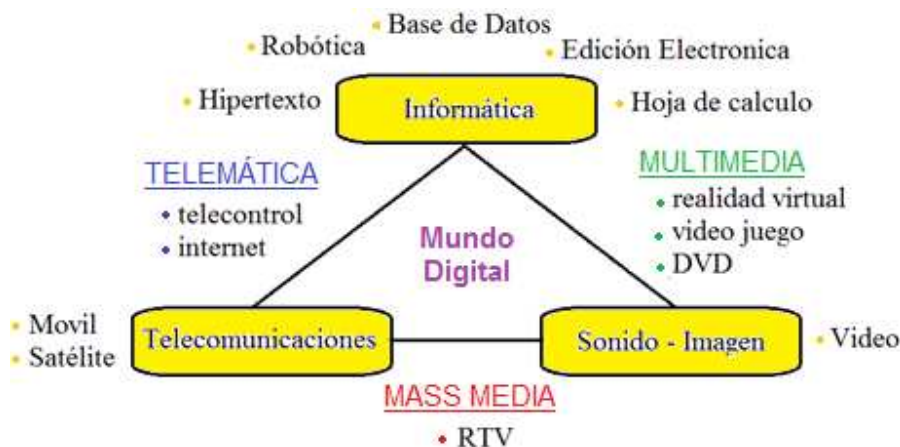 Base de Datos
Robótica
Edición Electronica
Hipertexto
Informática
Hoja de calculo
TELEMÁTICA
telecontrol
internet
MULTIMEDIA
realidad virtual
video juego
DVD
Mundo
Digital
Movil
Satélite
Telecomunicaciones
Sonido - Imagen
Video
MASS MEDIA
RTV